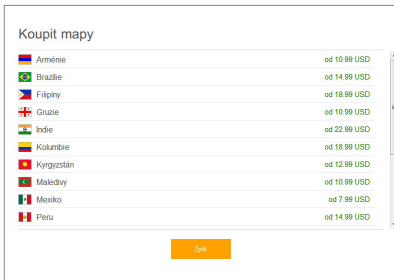 Koupit mapy
Arménie od 10.99 USD
Brazílie od 14.99 USD
Filipíny od 18.99 USD
Gruzie od 10.99 USD
Indie od 22.99 USD
Kolumbie od 18.99 USD
Kyrgyzstán od 12.99 USD
Maledivy od 10.99 USD
Mexiko od 7.99 USD
Peru od 14.99 USD
Zpět